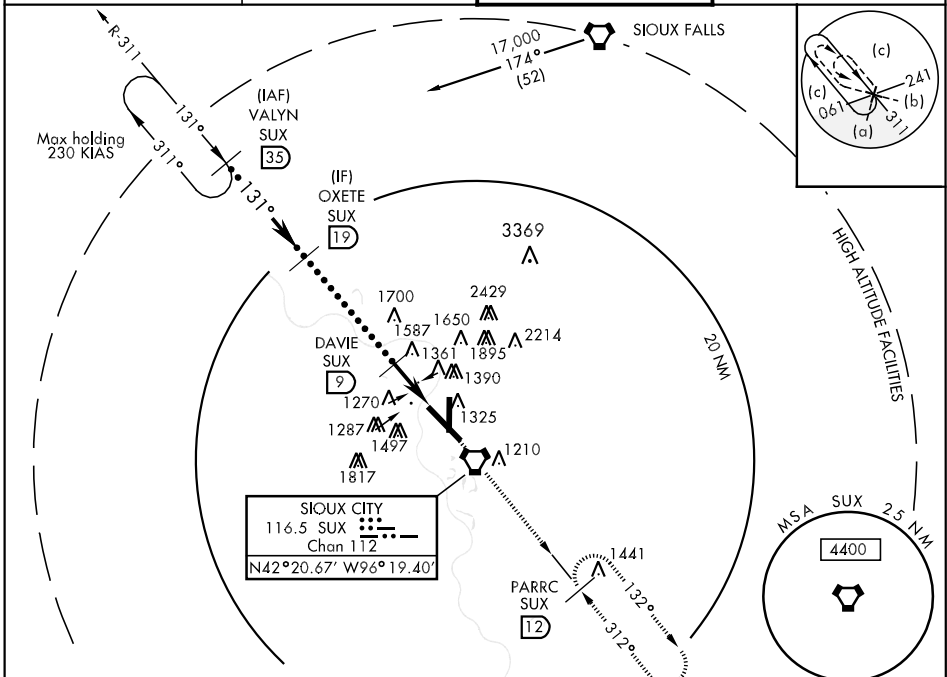 R-311
131°
311°
Max holding
230 KIAS
(IAF)
VALYN
SUX
35
131°
(IF)
OXETE
SUX
19
17,000
174°
(52)
SIOUX FALLS
(c)
(c)
241
061
(b)
(a)
311
3369
HIGH ALTITUDE FACILITIES
20 NM
1700
2429
1587
1650
1895
2214
DAVIE
SUX
9
1361
1390
1270
1325
1287
1497
1210
1817
SIOUX CITY
116.5 SUX
Chan 112
N42°20.67' W96° 19.40'
PARRC
SUX
12
1441
132°
312°
MSA SUX 25 NM
4400